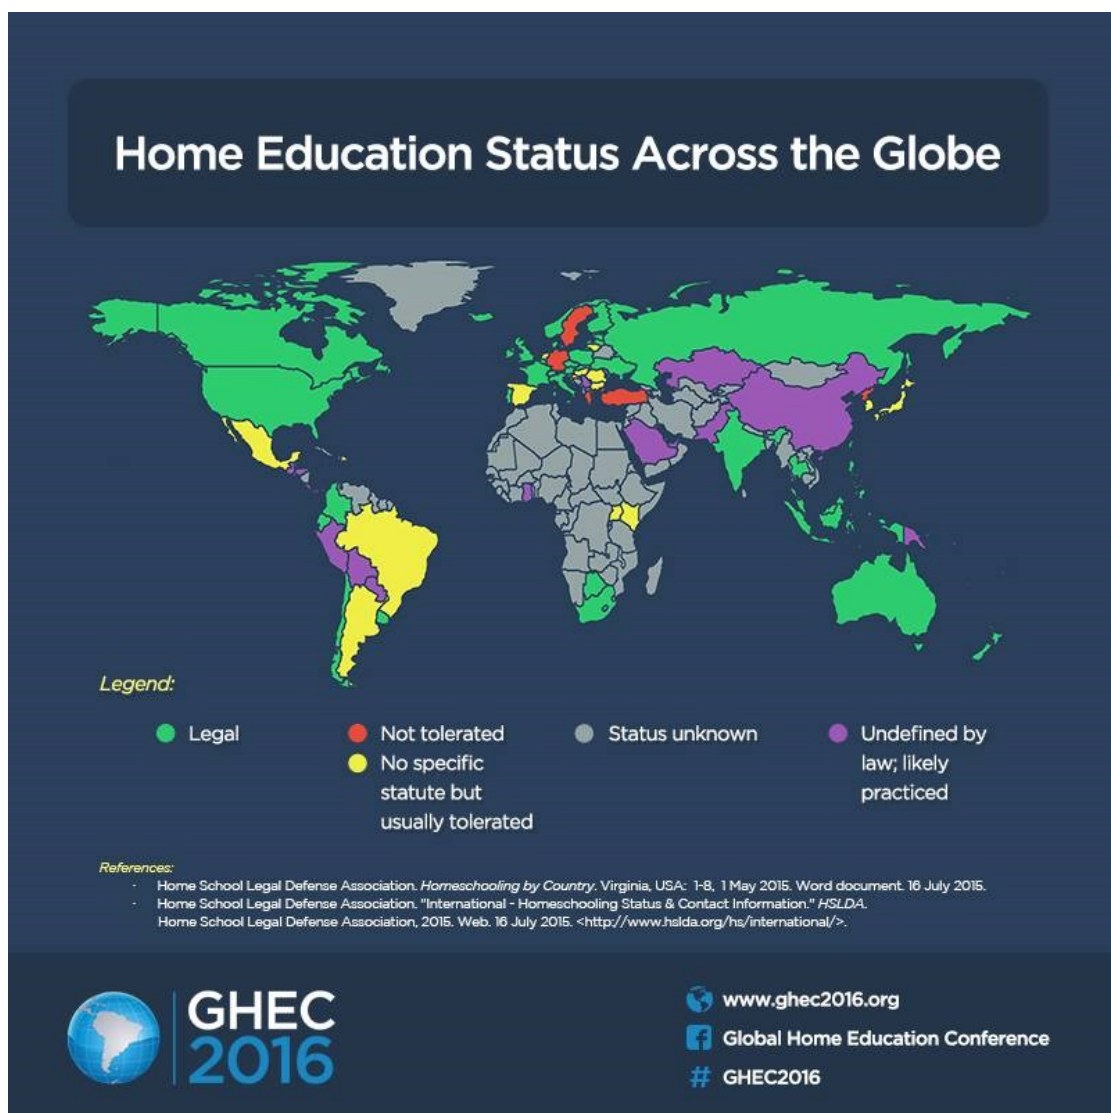 Home Education Status Across the Globe
Legend:
Legal
Not tolerated
No specific
statute but
usually tolerated
Status unknown
Undefined by
law; likely
practiced
References:
- Home School Legal Defense Association. Homeschooling by Country. Virginia, USA: 1-8, 1 May 2015. Word document. 16 July 2015.
- Home School Legal Defense Association. "International - Homeschooling Status & Contact Information." HSLDA.
Home School Legal Defense Association, 2015. Web. 16 July 2015. <http://www.hslda.org/hs/international/>.
GHEC
2016
www.ghec2016.org
Global Home Education Conference
# GHEC2016